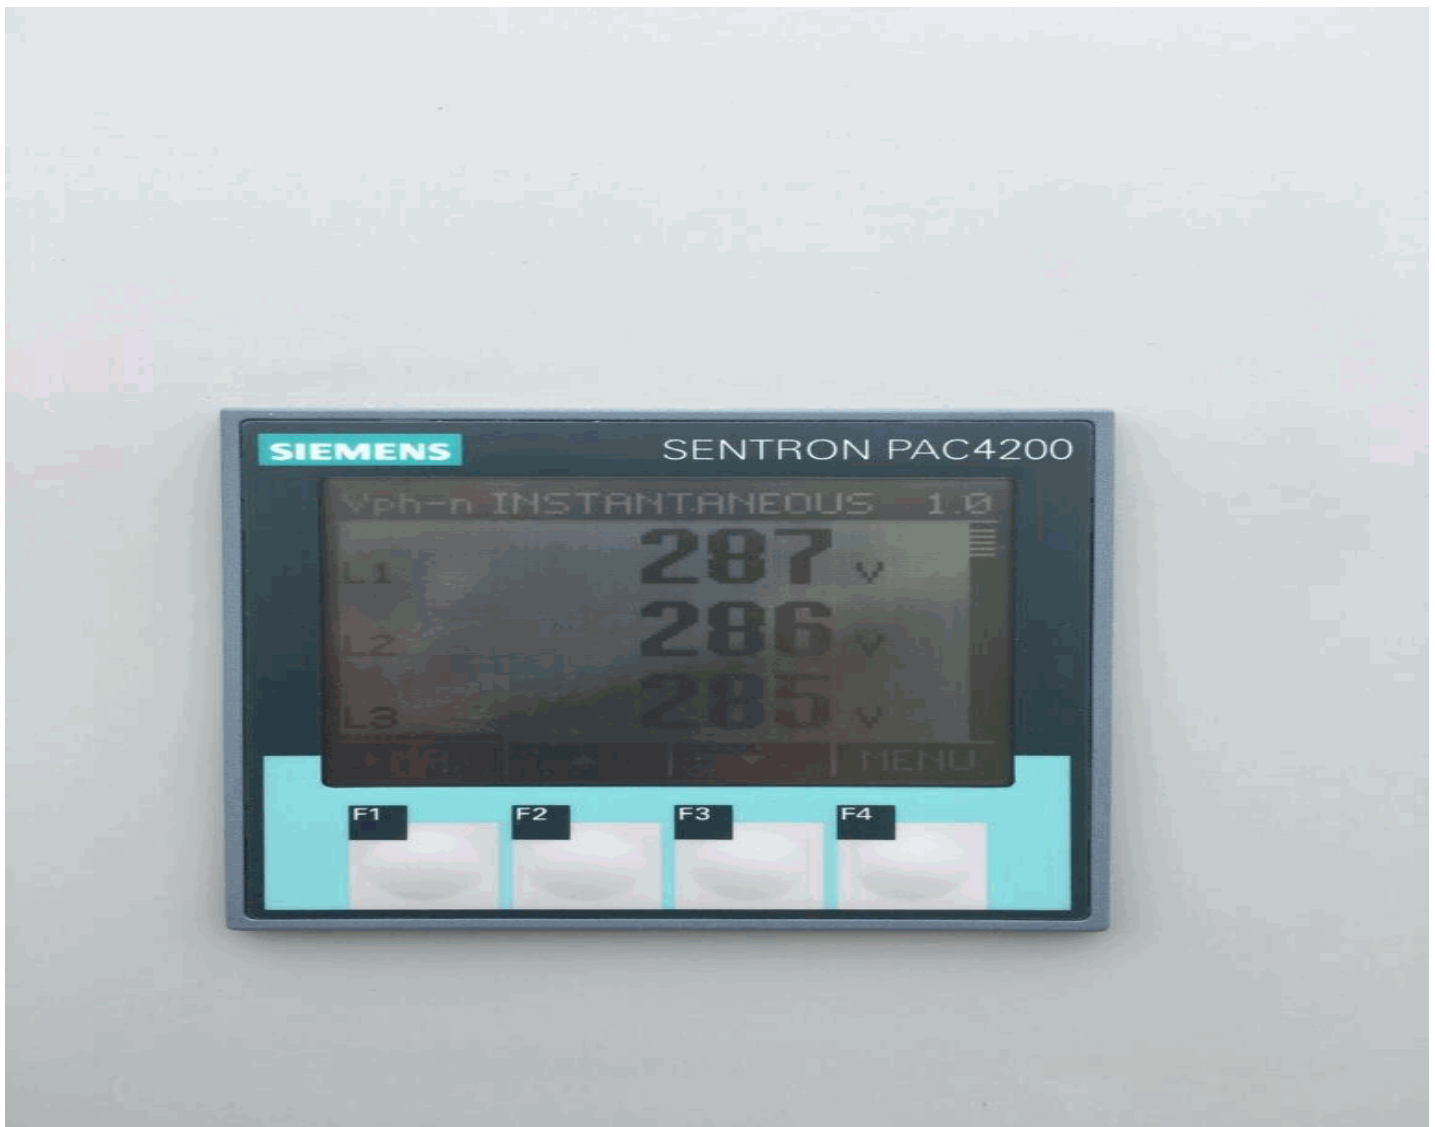 SIEMENS SENTRON PAC4200
Vph-n INSTANTANEOUS 1.0
L1 287 V
L2 286 V
L3 285 V
MENU
F1 F2 F3 F4